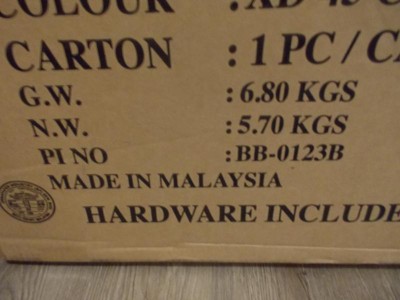 COLOUR : AD
CARTON : 1 PC /
G.W. : 6.80 KGS
N.W. : 5.70 KGS
PI NO : BB-0123B
MADE IN MALAYSIA
HARDWARE INCLUDE